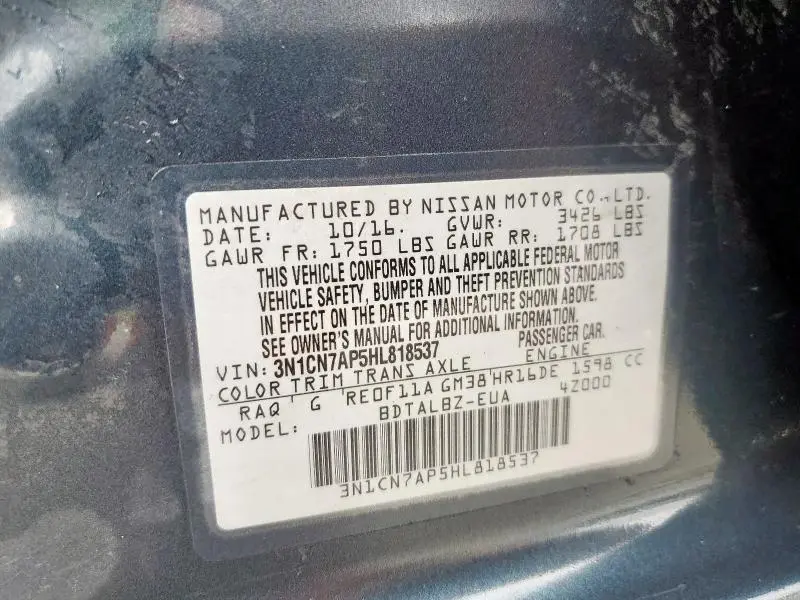 MANUFACTURED BY NISSAN MOTOR CO.,LTD.
DATE: 10/16. GVWR: 3426 LBS
GAWR FR: 1750 LBS GAWR RR: 1708 LBS
THIS VEHICLE CONFORMS TO ALL APPLICABLE FEDERAL MOTOR
VEHICLE SAFETY, BUMPER AND THEFT PREVENTION STANDARDS
IN EFFECT ON THE DATE OF MANUFACTURE SHOWN ABOVE.
SEE OWNER'S MANUAL FOR ADDITIONAL INFORMATION.
VIN: 3N1CN7AP5HL818537 PASSENGER CAR.
COLOR TRIM TRANS AXLE ENGINE
RAQ ' G 'RE0F11A GM38'HR16DE 1598 CC
MODEL: BDTALBZ-EUA 4Z000
3N1CN7AP5HL818537